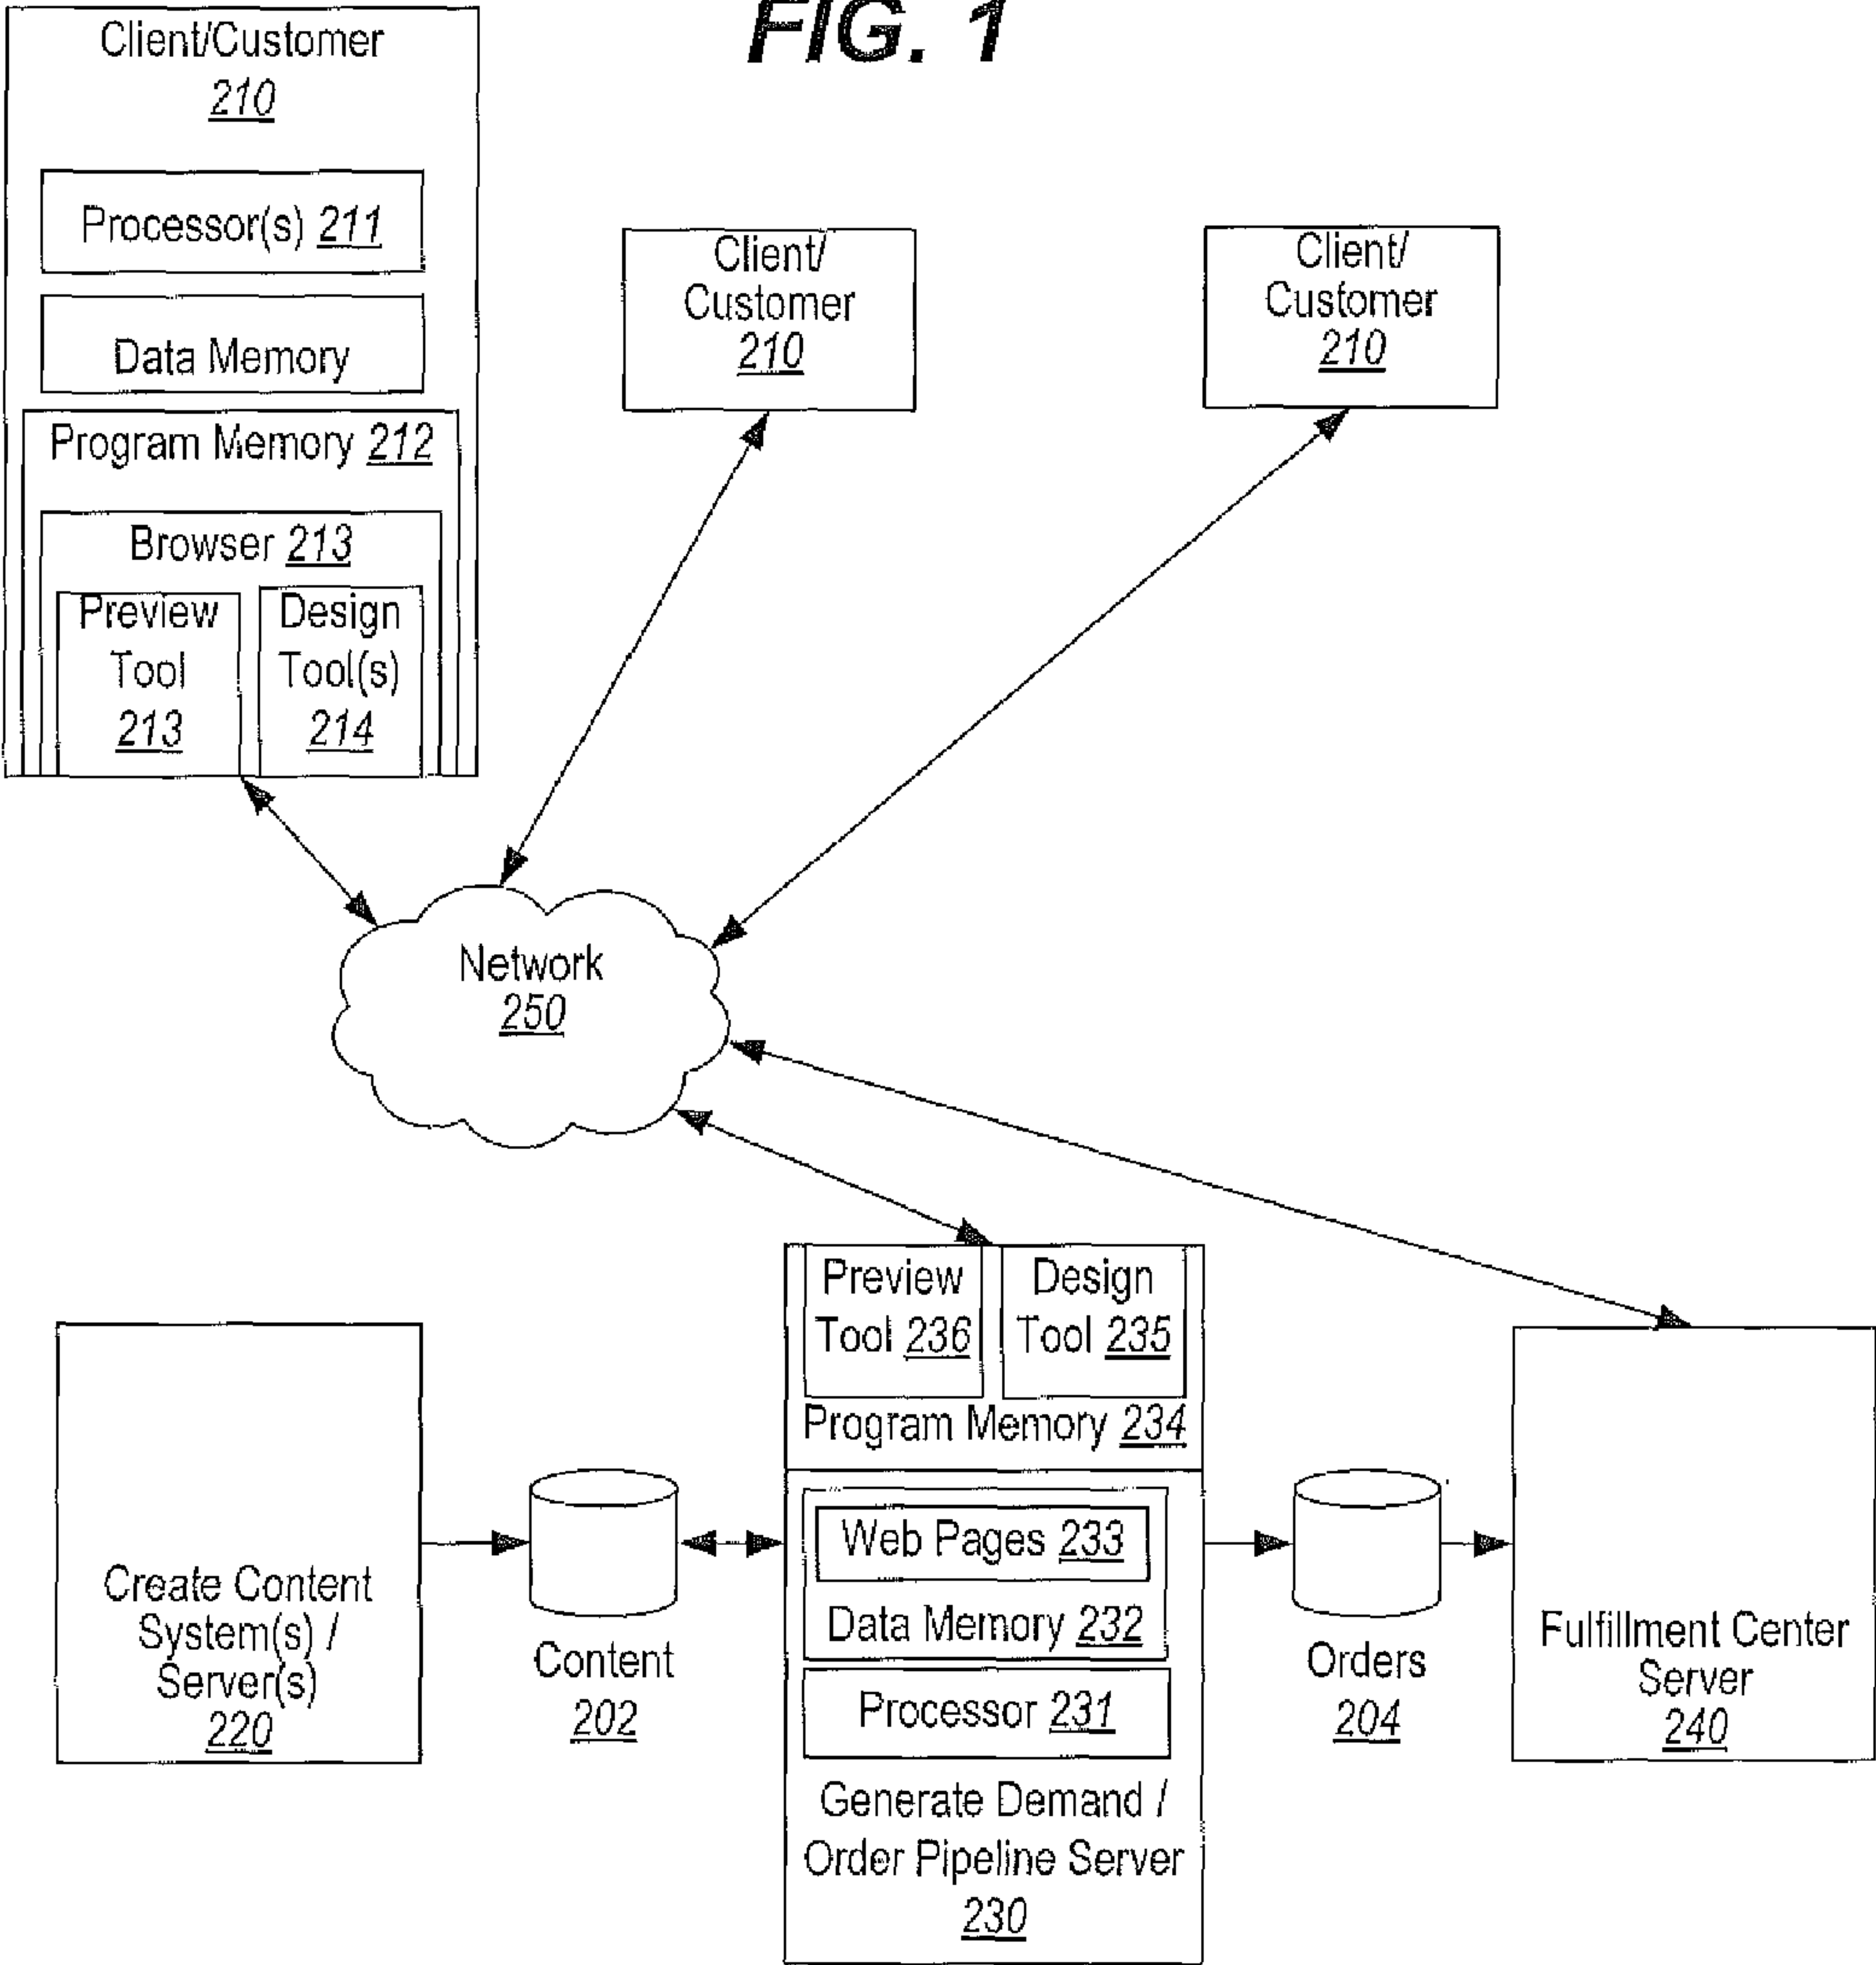 FIG. 1
Client/Customer
210
Processor(s) 211
Data Memory
Program Memory 212
Browser 213
Preview
Tool
213
Design
Tool(s)
214
Client/
Customer
210
Client/
Customer
210
Network
250
Preview
Tool 236
Design
Tool 235
Program Memory 234
Web Pages 233
Data Memory 232
Processor 231
Generate Demand /
Order Pipeline Server
230
Create Content
System(s) /
Server(s)
220
Content
202
Orders
204
Fulfillment Center
Server
240